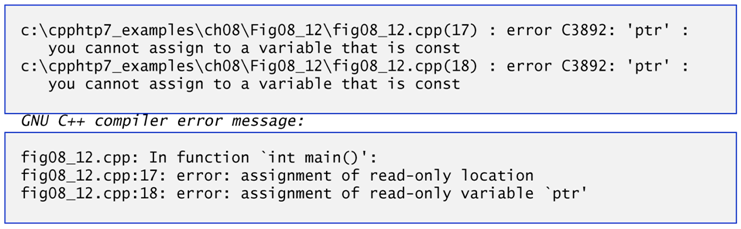 c:\cpphtp7_examples\ch08\Fig08_12\fig08_12.cpp(17) : error C3892: 'ptr' :
you cannot assign to a variable that is const
c:\cpphtp7_examples\ch08\Fig08_12\fig08_12.cpp(18) : error C3892: 'ptr' :
you cannot assign to a variable that is const
GNU C++ compiler error message:
fig08_12.cpp: In function `int main()':
fig08_12.cpp:17: error: assignment of read-only location
fig08_12.cpp:18: error: assignment of read-only variable `ptr'